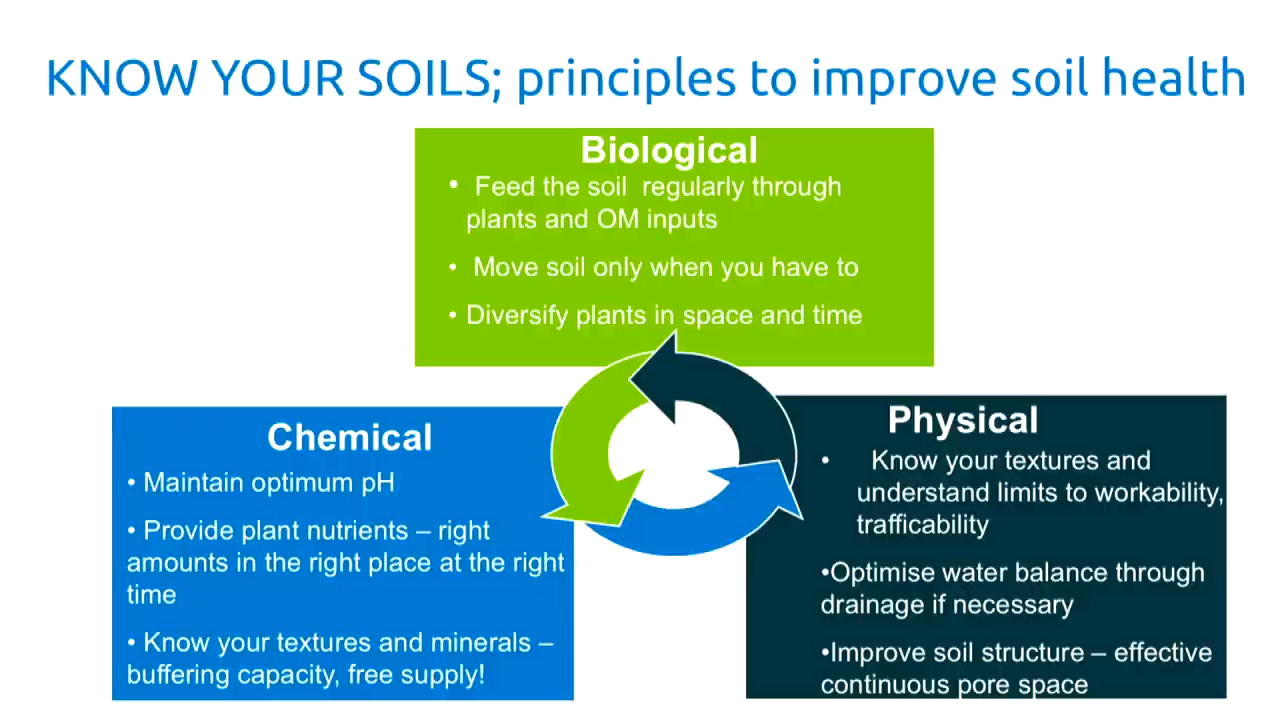 KNOW YOUR SOILS; principles to improve soil health
Biological
• Feed the soil regularly through
plants and OM inputs
• Move soil only when you have to
• Diversify plants in space and time
Chemical
• Maintain optimum pH
• Provide plant nutrients – right
amounts in the right place at the right
time
• Know your textures and minerals –
buffering capacity, free supply!
Physical
• Know your textures and
understand limits to workability,
trafficability
•Optimise water balance through
drainage if necessary
•Improve soil structure – effective
continuous pore space